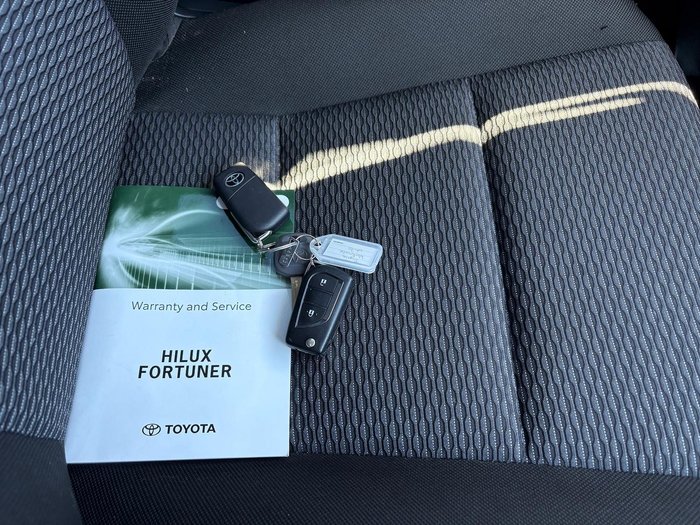 Warranty and Service
HILUX
FORTUNER
TOYOTA